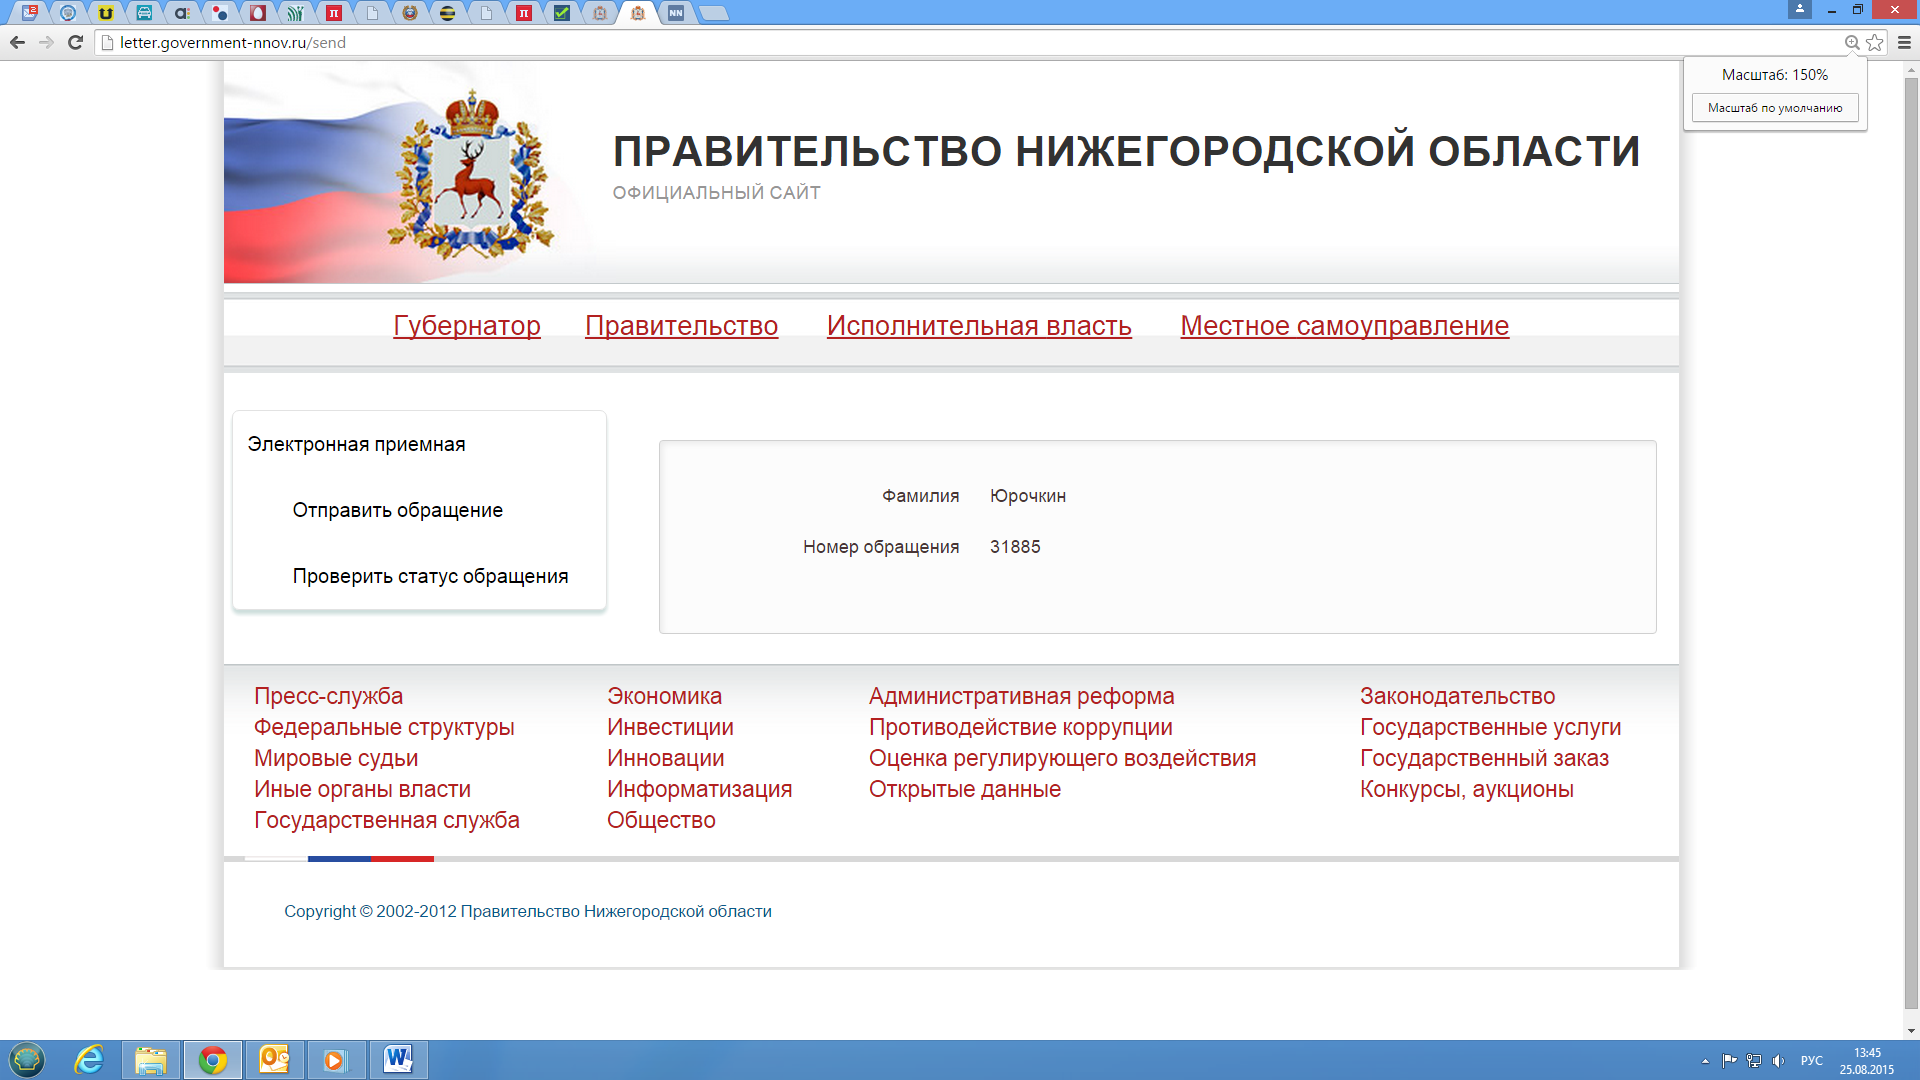 letter.government-nnov.ru/send
Масштаб: 150%
Масштаб по умолчанию
ПРАВИТЕЛЬСТВО НИЖЕГОРОДСКОЙ ОБЛАСТИ
ОФИЦИАЛЬНЫЙ САЙТ
Губернатор Правительство Исполнительная власть Местное самоуправление
Электронная приемная
Отправить обращение
Проверить статус обращения
Фамилия Юрочкин
Номер обращения 31885
Пресс-служба
Федеральные структуры
Мировые судьи
Иные органы власти
Государственная служба
Экономика
Инвестиции
Инновации
Информатизация
Общество
Административная реформа
Противодействие коррупции
Оценка регулирующего воздействия
Открытые данные
Законодательство
Государственные услуги
Государственный заказ
Конкурсы, аукционы
Copyright © 2002-2012 Правительство Нижегородской области
РУС
13:45
25.08.2015